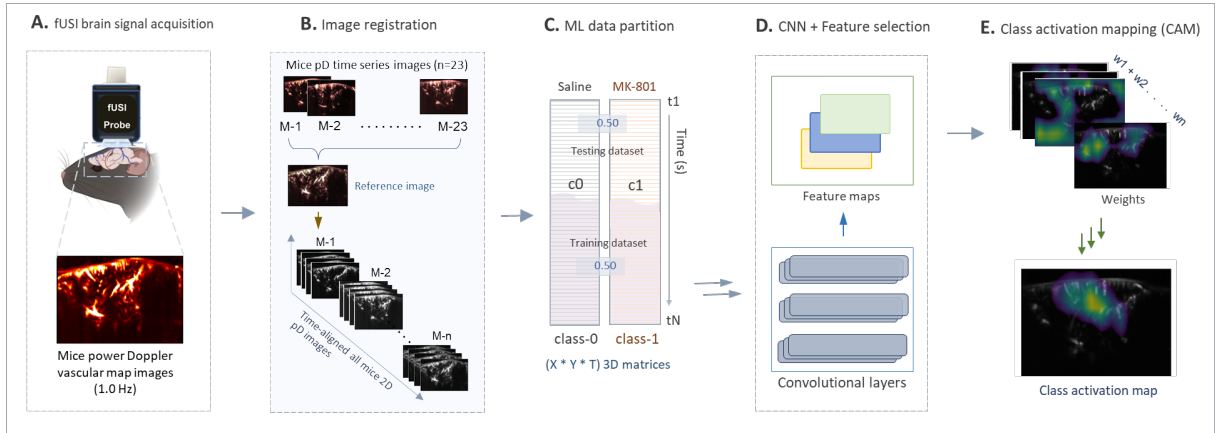 A. fUSI brain signal acquisition
fUSI
Probe
Mice power Doppler
vascular map images
(1.0 Hz)
B. Image registration
Mice pD time series images (n=23)
M-1 M-2 . . . . . . . . . M-23
Reference image
M-1
M-2
M-n
Time-aligned all mice 2D
pD images
C. ML data partition
Saline MK-801
t1
0.50
Testing dataset
Time (s)
c0 c1
Training dataset
0.50
tN
class-0 class-1
(X * Y * T) 3D matrices
D. CNN + Feature selection
Feature maps
Convolutional layers
E. Class activation mapping (CAM)
w1 + w2 . . . . . wn
Weights
Class activation map